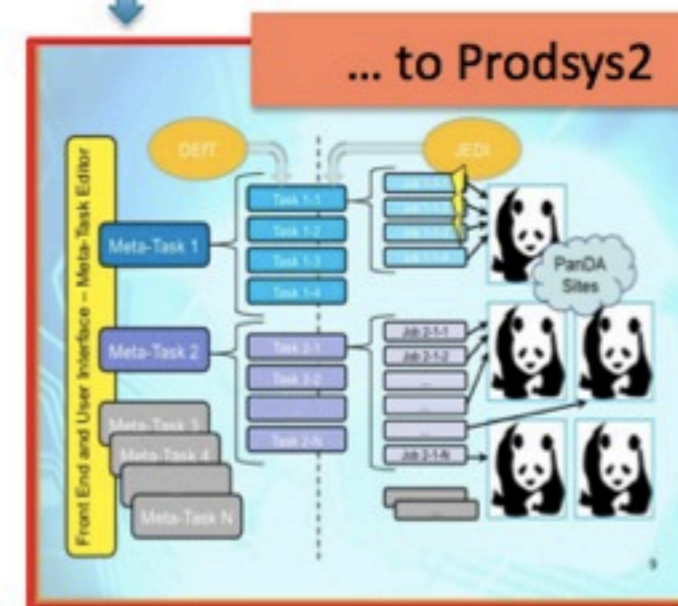 ... to Prodsys2
Front End and User Interface – Meta-Task Editor
DEfT
JEDI
Meta-Task 1
Task 1-1
Task 1-2
Task 1-3
Task 1-4
PanDA
Sites
Meta-Task 2
Task 2-1
Task 2-2
...
Task 2-N
Job 2-1-1
Job 2-1-2
...
...
...
Job 2-1-N
Meta-Task 3
Meta-Task 4
Meta-Task N
...
9